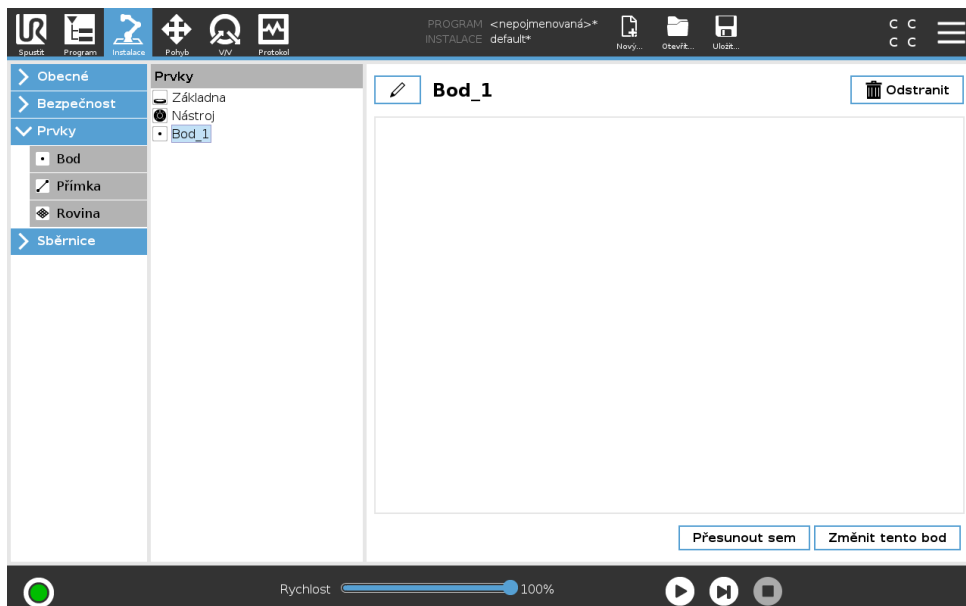 PROGRAM <nepojmenovaná>*
INSTALACE default*
Spustit Program Instalace Pohyb V/V Protokol Nový... Otevřít... Uložit...
C C
C C
Obecné
Bezpečnost
Prvky
Bod
Přímka
Rovina
Sběrnice
Prvky
Základna
Nástroj
Bod_1
Bod_1
Odstranit
Přesunout sem
Změnit tento bod
Rychlost 100%